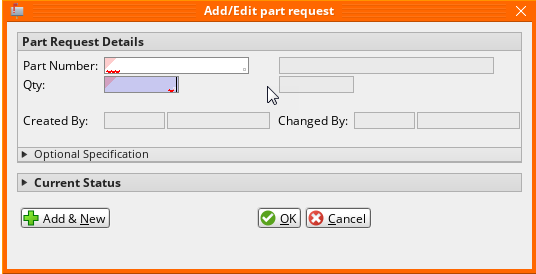 Add/Edit part request
Part Request Details
Part Number:
Qty:
Created By: Changed By:
Optional Specification
Current Status
Add & New OK Cancel